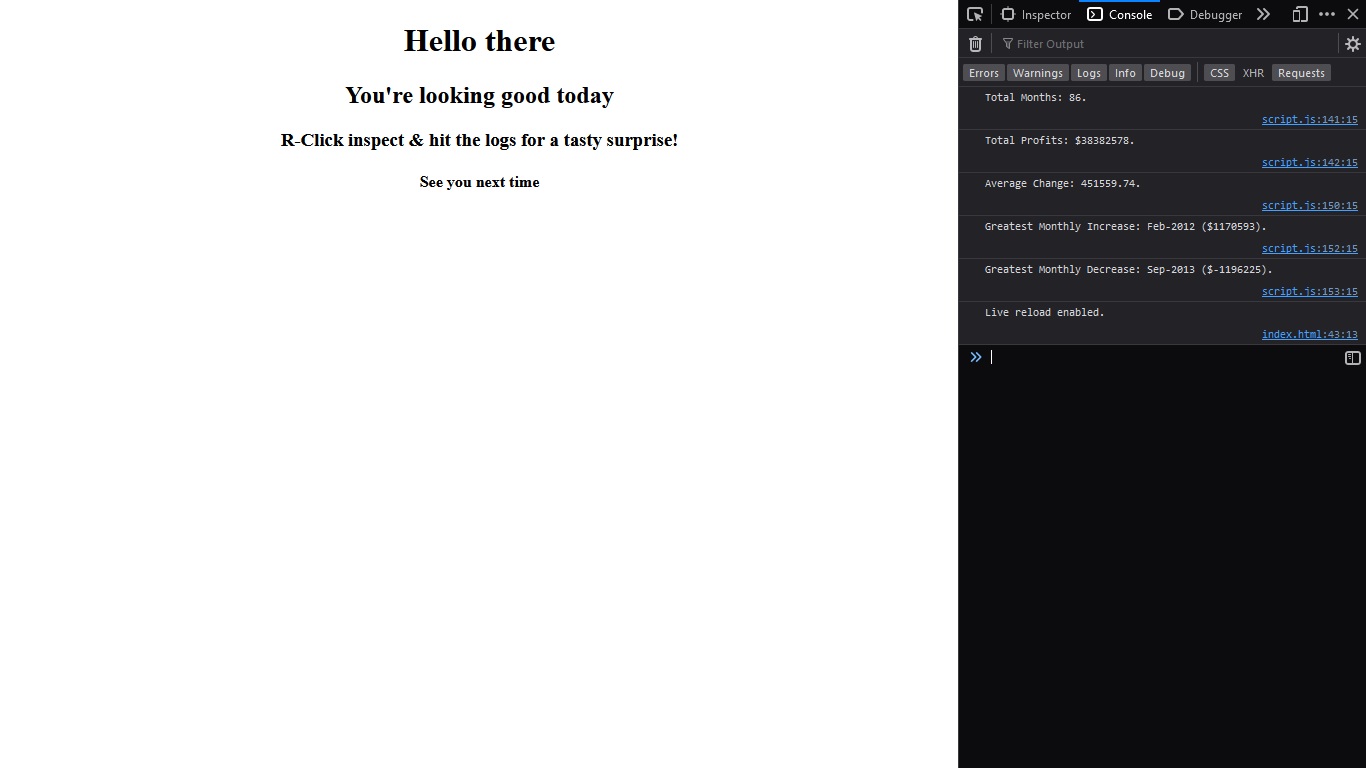 Hello there
You're looking good today
R-Click inspect & hit the logs for a tasty surprise!
See you next time
Inspector Console Debugger
Filter Output
Errors Warnings Logs Info Debug CSS XHR Requests
Total Months: 86.
script.js:141:15
Total Profits: $38382578.
script.js:142:15
Average Change: 451559.74.
script.js:150:15
Greatest Monthly Increase: Feb-2012 ($1170593).
script.js:152:15
Greatest Monthly Decrease: Sep-2013 ($-1196225).
script.js:153:15
Live reload enabled.
index.html:43:13